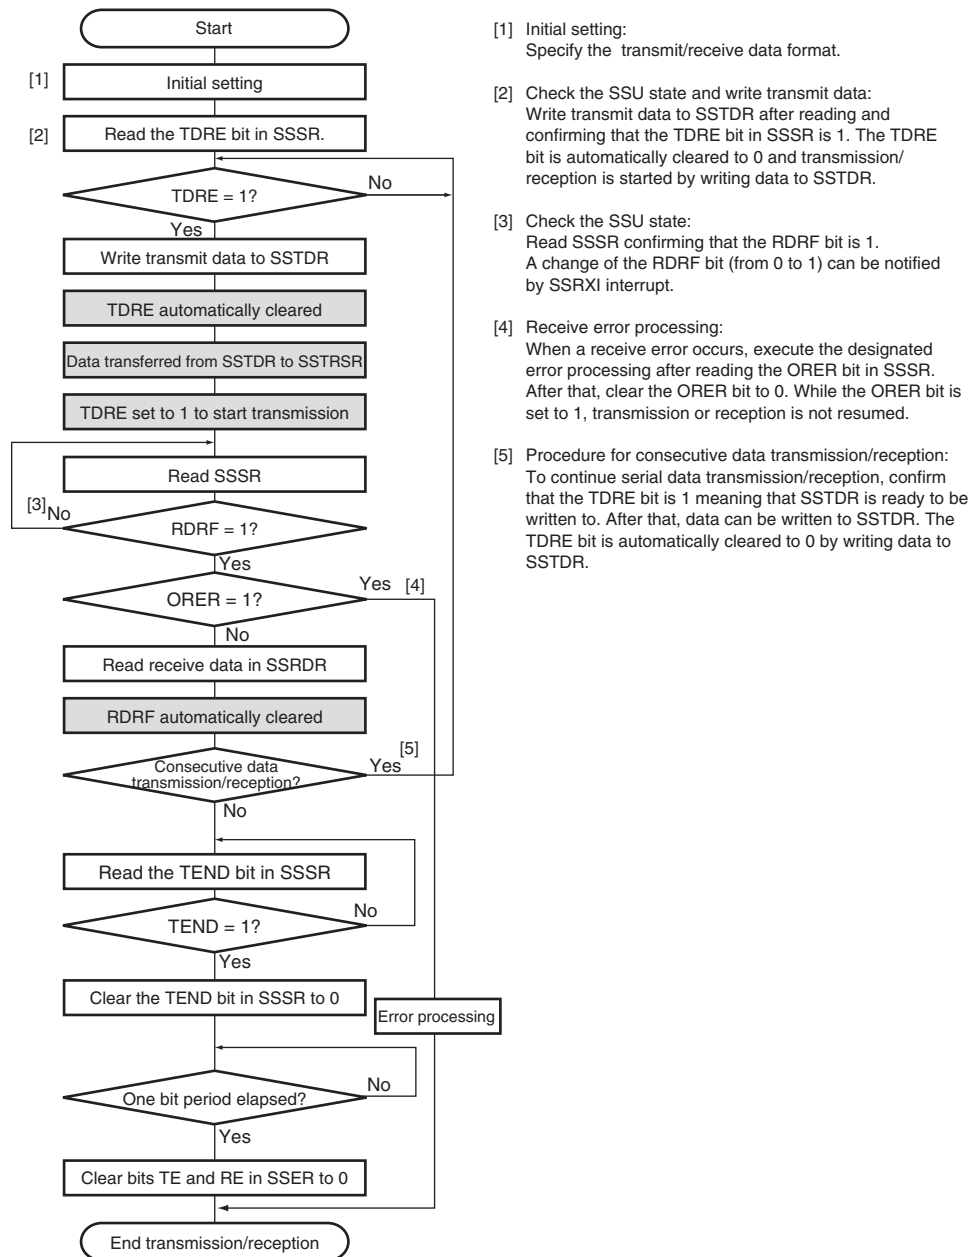 Start
[1] Initial setting
[2] Read the TDRE bit in SSSR.
TDRE = 1?
No
Yes
Write transmit data to SSTDR
TDRE automatically cleared
Data transferred from SSTDR to SSTRSR
TDRE set to 1 to start transmission
Read SSSR
[3]
No
RDRF = 1?
Yes
ORER = 1?
Yes [4]
No
Read receive data in SSRDR
RDRF automatically cleared
Consecutive data
transmission/reception?
[5]
Yes
No
Read the TEND bit in SSSR
TEND = 1?
No
Yes
Clear the TEND bit in SSSR to 0
Error processing
One bit period elapsed?
No
Yes
Clear bits TE and RE in SSER to 0
End transmission/reception
[1] Initial setting:
Specify the transmit/receive data format.
[2] Check the SSU state and write transmit data:
Write transmit data to SSTDR after reading and
confirming that the TDRE bit in SSSR is 1. The TDRE
bit is automatically cleared to 0 and transmission/
reception is started by writing data to SSTDR.
[3] Check the SSU state:
Read SSSR confirming that the RDRF bit is 1.
A change of the RDRF bit (from 0 to 1) can be notified
by SSRXI interrupt.
[4] Receive error processing:
When a receive error occurs, execute the designated
error processing after reading the ORER bit in SSSR.
After that, clear the ORER bit to 0. While the ORER bit is
set to 1, transmission or reception is not resumed.
[5] Procedure for consecutive data transmission/reception:
To continue serial data transmission/reception, confirm
that the TDRE bit is 1 meaning that SSTDR is ready to be
written to. After that, data can be written to SSTDR. The
TDRE bit is automatically cleared to 0 by writing data to
SSTDR.